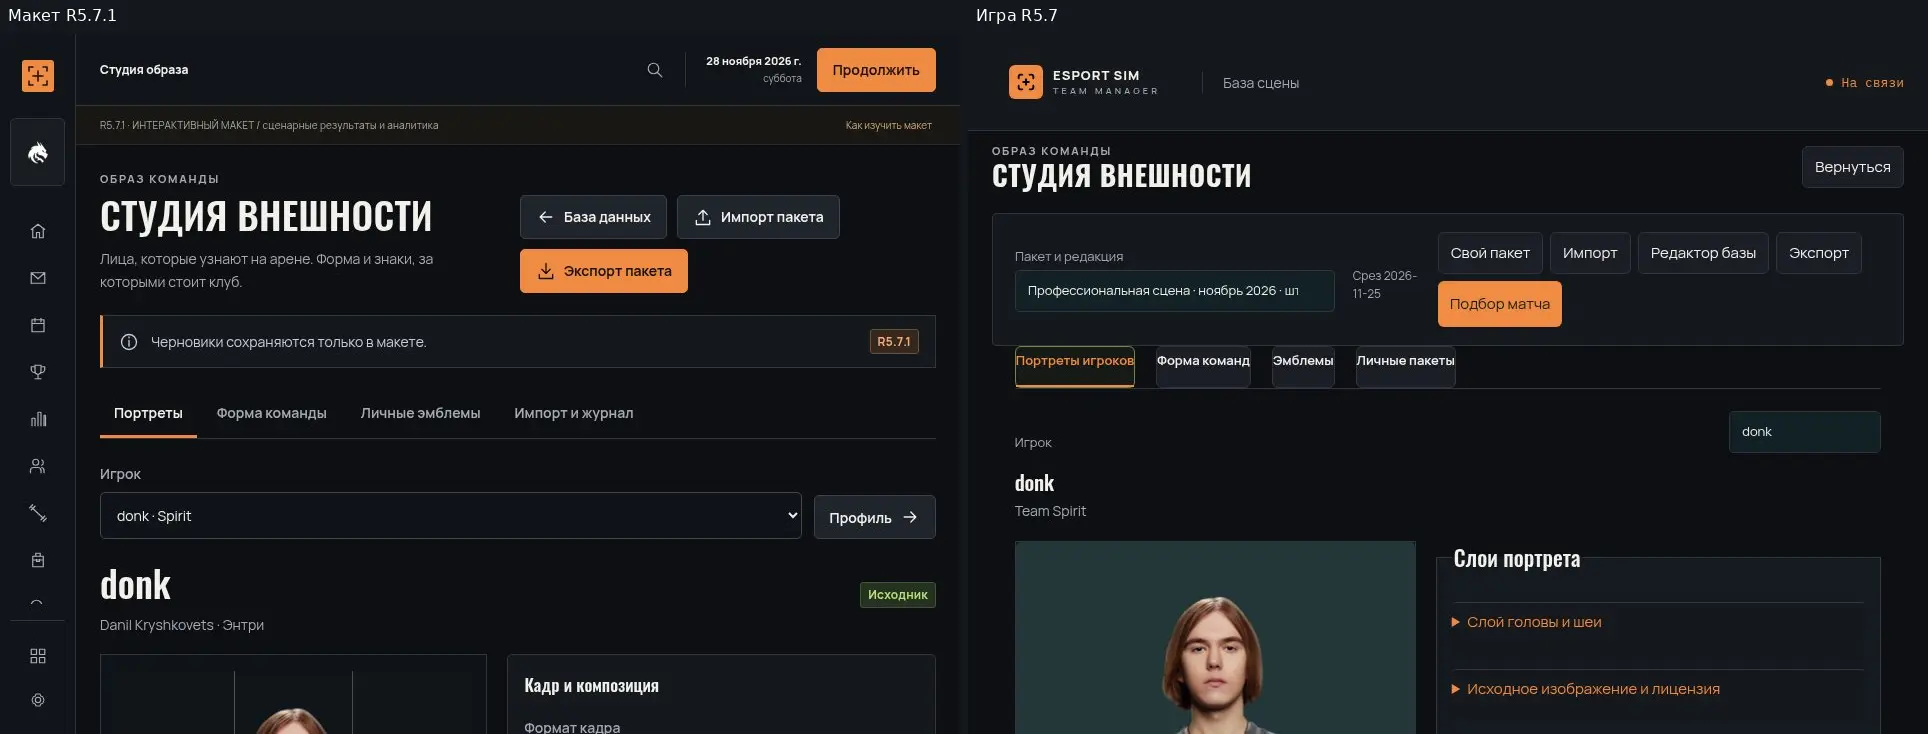 Макет R5.7.1
Студия образа
28 ноября 2026 г.
суббота
Продолжить
R5.7.1 · ИНТЕРАКТИВНЫЙ МАКЕТ / сценарные результаты и аналитика
Как изучить макет
ОБРАЗ КОМАНДЫ
СТУДИЯ ВНЕШНОСТИ
Лица, которые узнают на арене. Форма и знаки, за
которыми стоит клуб.
База данных
Импорт пакета
Экспорт пакета
Черновики сохраняются только в макете.
R5.7.1
Портреты
Форма команды
Личные эмблемы
Импорт и журнал
Игрок
donk · Spirit
Профиль
donk
Исходник
Danil Kryshkovets · Энтри
Кадр и композиция
Формат кадра
Игра R5.7
ESPORT SIM
TEAM MANAGER
База сцены
На связи
ОБРАЗ КОМАНДЫ
СТУДИЯ ВНЕШНОСТИ
Вернуться
Пакет и редакция
Профессиональная сцена · ноябрь 2026 · шт
Срез 2026-
11-25
Свой пакет
Импорт
Редактор базы
Экспорт
Подбор матча
Портреты игроков
Форма команд
Эмблемы
Личные пакеты
Игрок
donk
donk
Team Spirit
Слои портрета
Слой головы и шеи
Исходное изображение и лицензия